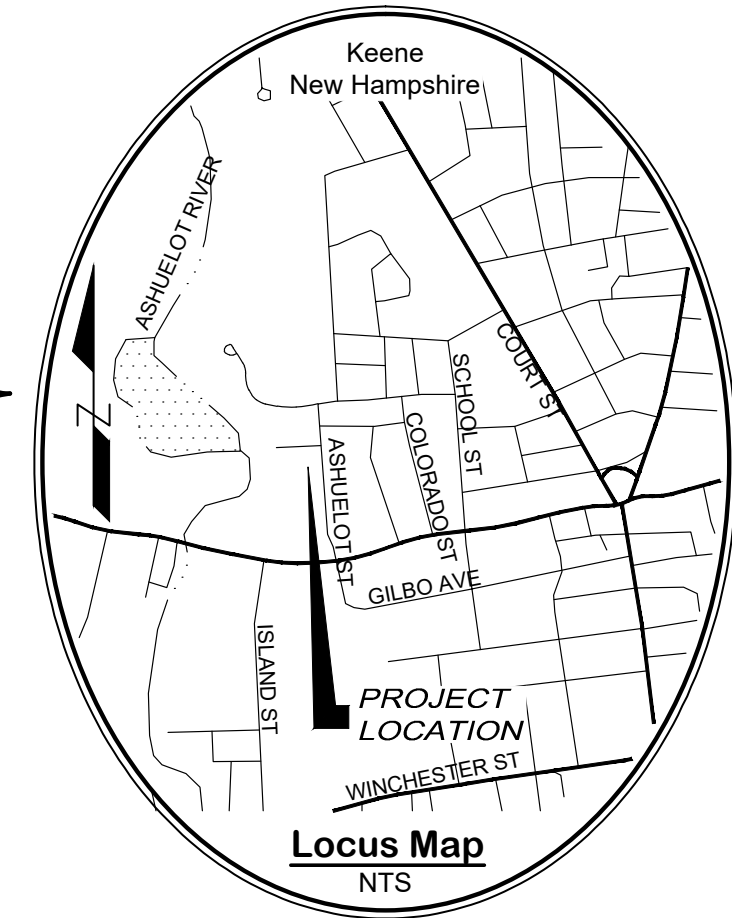 Keene
New Hampshire
ASHUELOT RIVER
COURT ST
SCHOOL ST
COLORADO ST
ASHUELOT ST
Z
GILBO AVE
ISLAND ST
PROJECT
LOCATION
WINCHESTER ST
Locus Map
NTS